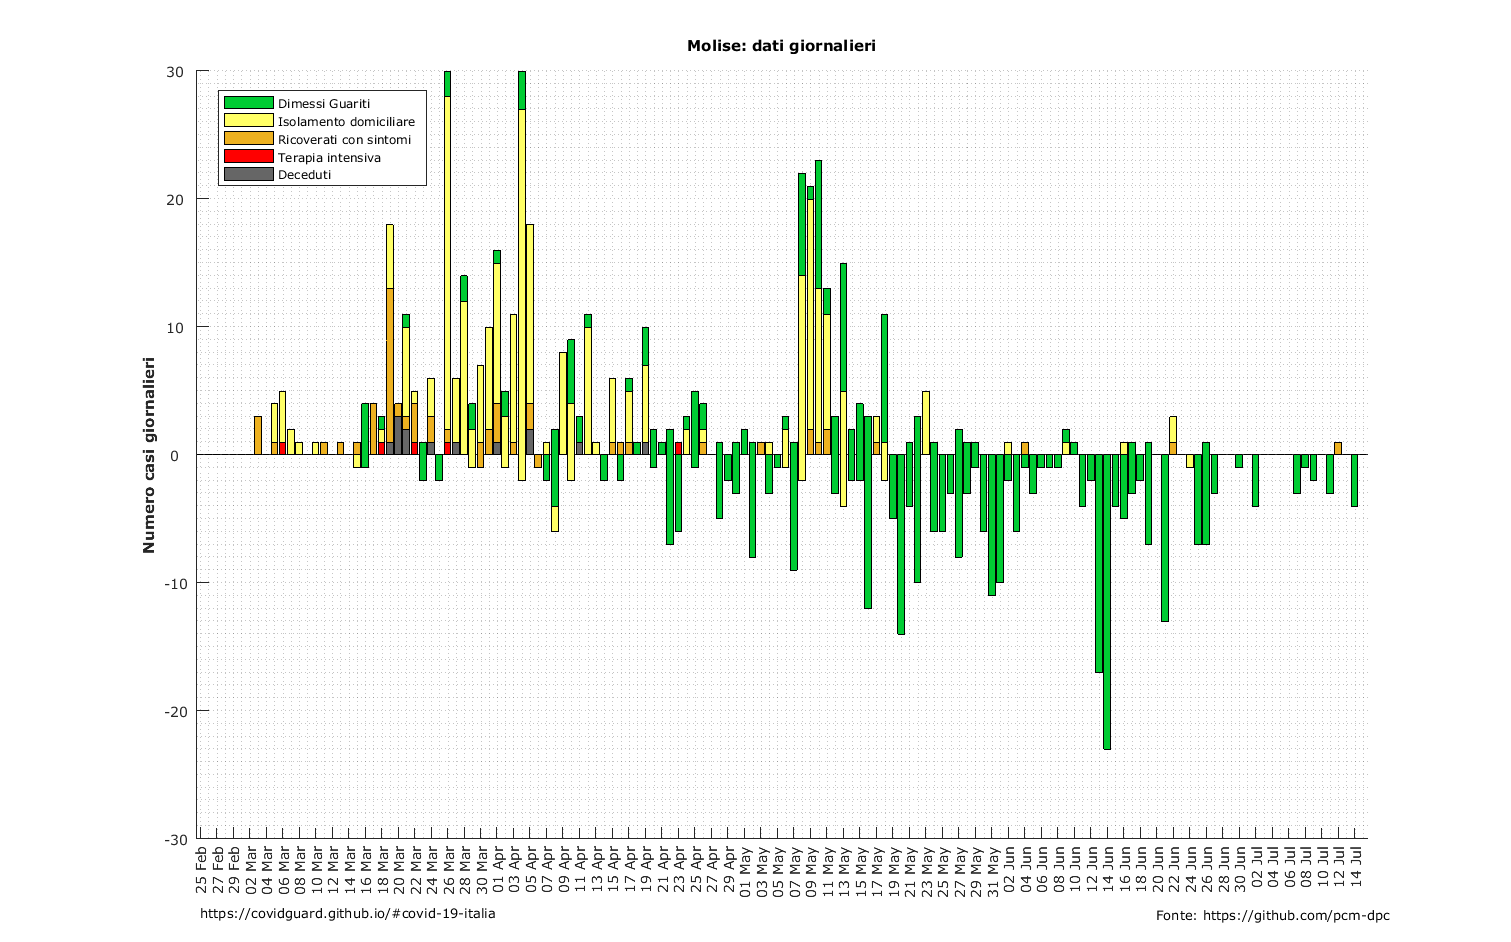 Molise: dati giornalieri
Dimessi Guariti
Isolamento domiciliare
Ricoverati con sintomi
Terapia intensiva
Deceduti
Numero casi giornalieri
30
20
10
0
-10
-20
-30
25 Feb
27 Feb
29 Feb
02 Mar
04 Mar
06 Mar
08 Mar
10 Mar
12 Mar
14 Mar
16 Mar
18 Mar
20 Mar
22 Mar
24 Mar
26 Mar
28 Mar
30 Mar
01 Apr
03 Apr
05 Apr
07 Apr
09 Apr
11 Apr
13 Apr
15 Apr
17 Apr
19 Apr
21 Apr
23 Apr
25 Apr
27 Apr
29 Apr
01 May
03 May
05 May
07 May
09 May
11 May
13 May
15 May
17 May
19 May
21 May
23 May
25 May
27 May
29 May
31 May
02 Jun
04 Jun
06 Jun
08 Jun
10 Jun
12 Jun
14 Jun
16 Jun
18 Jun
20 Jun
22 Jun
24 Jun
26 Jun
28 Jun
30 Jun
02 Jul
04 Jul
06 Jul
08 Jul
10 Jul
12 Jul
14 Jul
https://covidguard.github.io/#covid-19-italia
Fonte: https://github.com/pcm-dpc